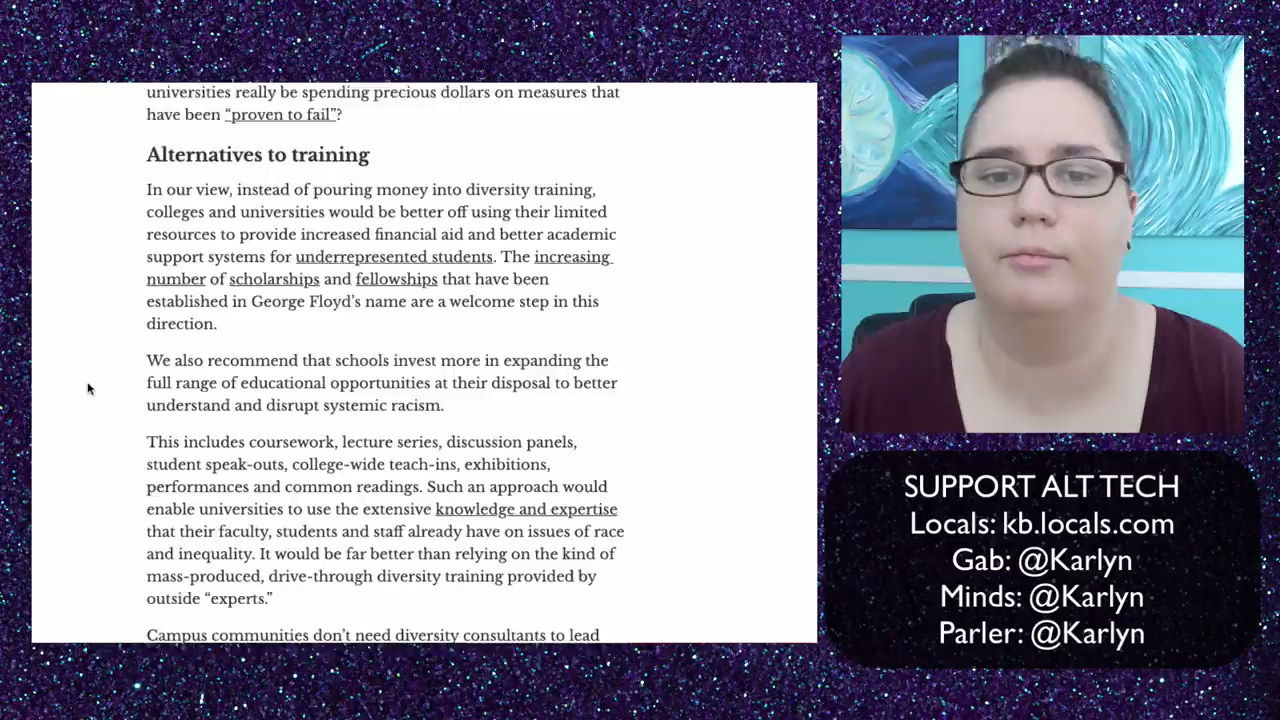 universities really be spending precious dollars on measures that
have been “proven to fail”?
Alternatives to training
In our view, instead of pouring money into diversity training,
colleges and universities would be better off using their limited
resources to provide increased financial aid and better academic
support systems for underrepresented students. The increasing
number of scholarships and fellowships that have been
established in George Floyd’s name are a welcome step in this
direction.
We also recommend that schools invest more in expanding the
full range of educational opportunities at their disposal to better
understand and disrupt systemic racism.
This includes coursework, lecture series, discussion panels,
student speak-outs, college-wide teach-ins, exhibitions,
performances and common readings. Such an approach would
enable universities to use the extensive knowledge and expertise
that their faculty, students and staff already have on issues of race
and inequality. It would be far better than relying on the kind of
mass-produced, drive-through diversity training provided by
outside “experts.”
Campus communities don’t need diversity consultants to lead
SUPPORT ALT TECH
Locals: kb.locals.com
Gab: @Karlyn
Minds: @Karlyn
Parler: @Karlyn